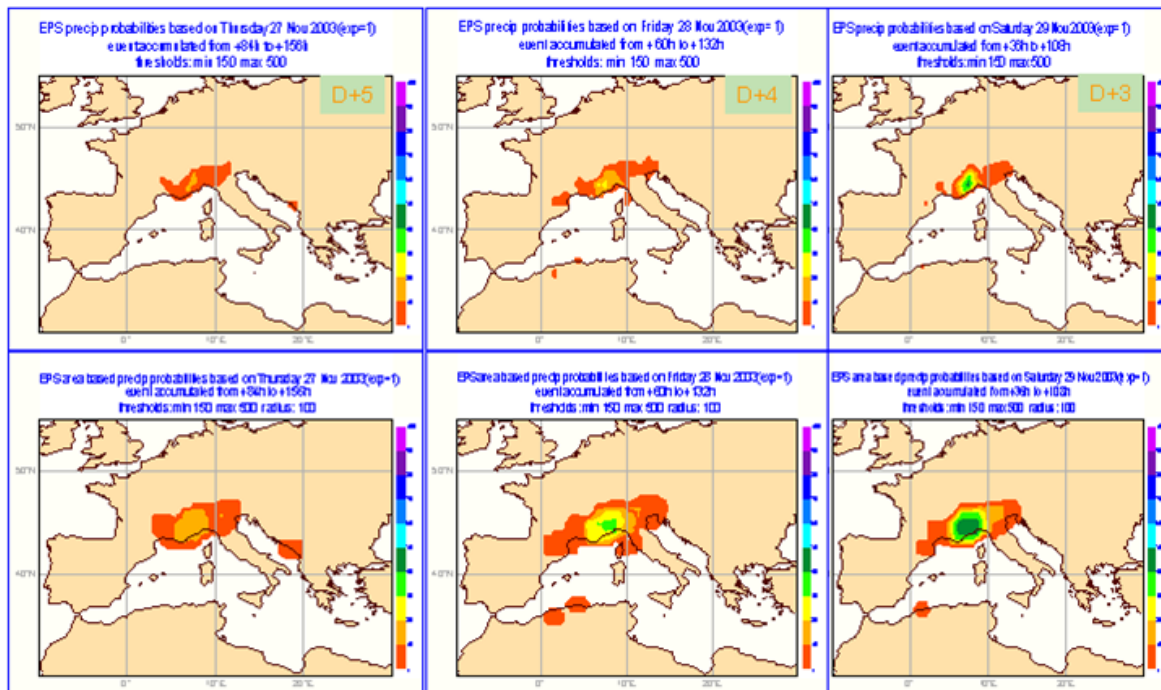 EPS precip probabilities based on Thursday 27 Nov 2003(exp=1)
event accumulated from +84h to +156h
thresholds: min 150 max 500
D+5
50°N
40°N
0°
10°E
20°E
EPS precip probabilities based on Friday 28 Nov 2003(exp=1)
event accumulated from +60h to +132h
thresholds: min 150 max 500
D+4
50°N
40°N
0°
10°E
20°E
EPS precip probabilities based on Saturday 29 Nov 2003(exp=1)
event accumulated from +36h to +108h
thresholds: min 150 max 500
D+3
50°N
40°N
0°
10°E
20°E
EPS area based precip probabilities based on Thursday 27 Nov 2003(exp=1)
event accumulated from +84h to +156h
thresholds: min 150 max 500 radius: 100
50°N
40°N
0°
10°E
20°E
EPS area based precip probabilities based on Friday 28 Nov 2003(exp=1)
event accumulated from +60h to +132h
thresholds: min 150 max 500 radius: 100
50°N
40°N
0°
10°E
20°E
EPS area based precip probabilities based on Saturday 29 Nov 2003(exp=1)
event accumulated from +36h to +108h
thresholds: min 150 max 500 radius: 100
50°N
40°N
0°
10°E
20°E